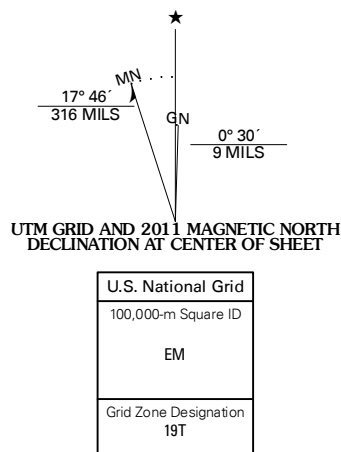 ★
MN
GN
17° 46´
316 MILS
0° 30´
9 MILS
UTM GRID AND 2011 MAGNETIC NORTH
DECLINATION AT CENTER OF SHEET
U.S. National Grid
100,000-m Square ID
EM
Grid Zone Designation
19T